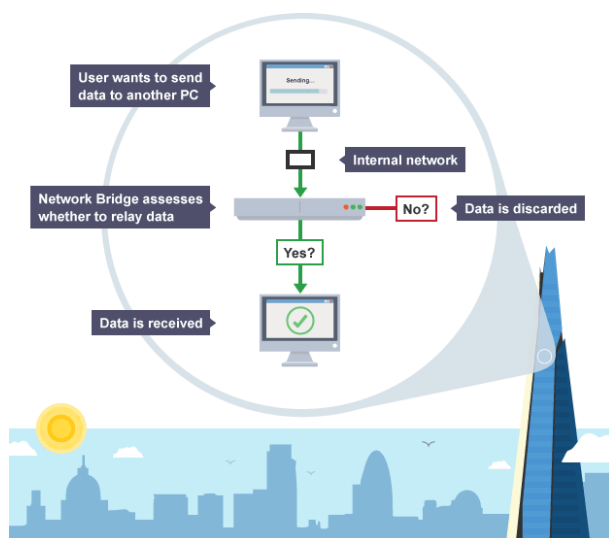 User wants to send
data to another PC
Sending...
Internal network
Network Bridge assesses
whether to relay data
No?
Data is discarded
Yes?
Data is received